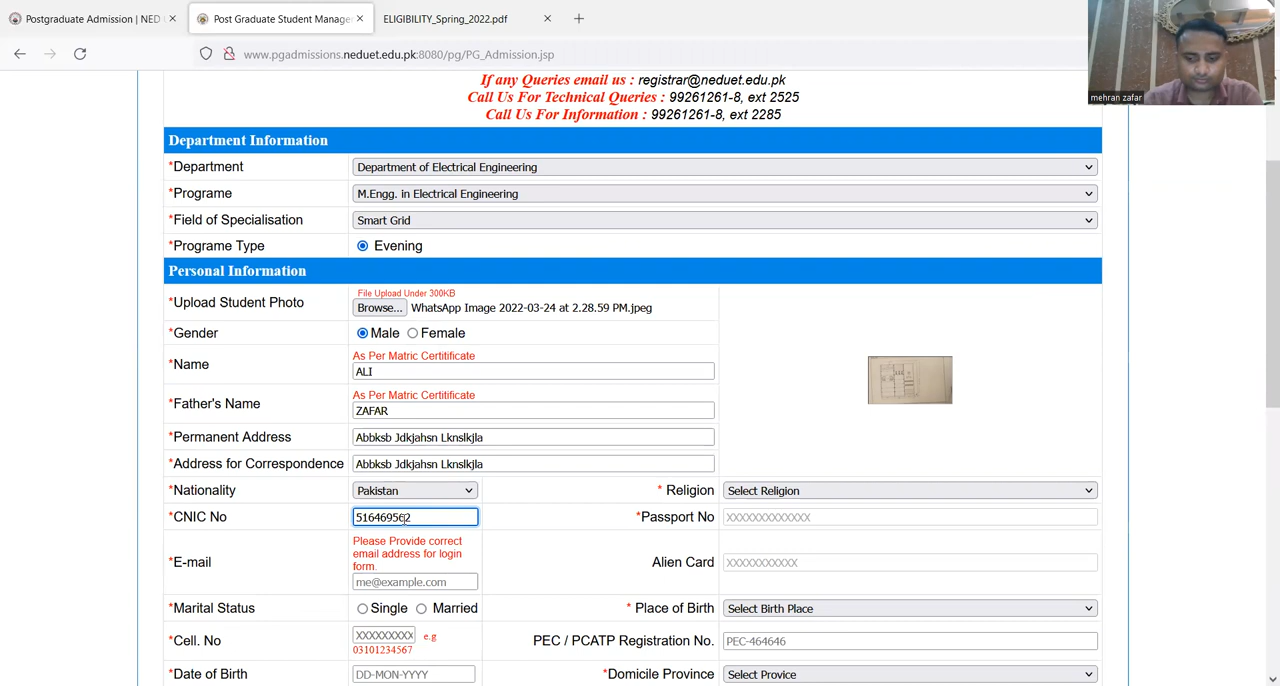 Postgraduate Admission | NED U
Post Graduate Student Manage
ELIGIBILITY_Spring_2022.pdf
www.pgadmissions.neduet.edu.pk:8080/pg/PG_Admission.jsp
mehran zafar
If any Queries email us : registrar@neduet.edu.pk
Call Us For Technical Queries : 99261261-8, ext 2525
Call Us For Information : 99261261-8, ext 2285
Department Information
*Department Department of Electrical Engineering
*Programe M.Engg. in Electrical Engineering
*Field of Specialisation Smart Grid
*Programe Type Evening
Personal Information
File Upload Under 300KB
*Upload Student Photo Browse... WhatsApp Image 2022-03-24 at 2.28.59 PM.jpeg
*Gender Male Female
As Per Matric Certitificate
*Name ALI
As Per Matric Certitificate
*Father's Name ZAFAR
*Permanent Address Abbksb Jdkjahsn Lknslkjla
*Address for Correspondence Abbksb Jdkjahsn Lknslkjla
*Nationality Pakistan * Religion Select Religion
*CNIC No 516469562 *Passport No XXXXXXXXXXXXX
Please Provide correct
email address for login
form.
*E-mail me@example.com Alien Card XXXXXXXXXXX
*Marital Status Single Married * Place of Birth Select Birth Place
*Cell. No XXXXXXXXX e.g
03101234567
PEC / PCATP Registration No. PEC-464646
*Date of Birth DD-MON-YYYY *Domicile Province Select Provice